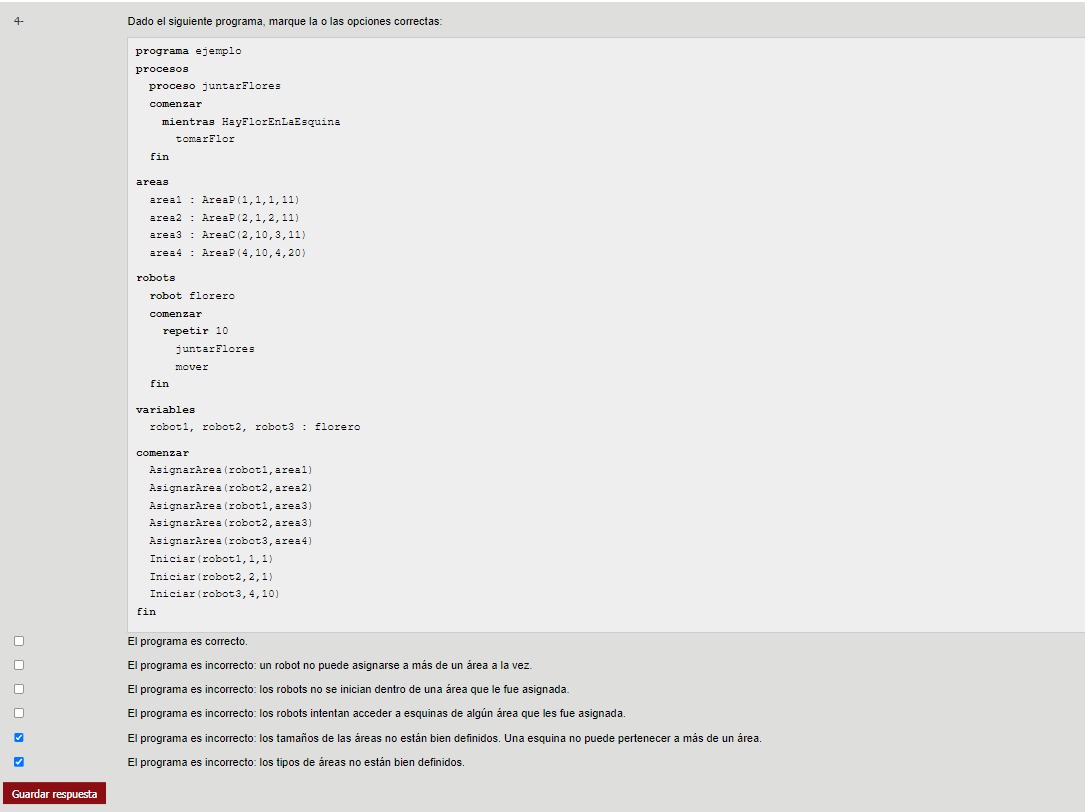 4-
Dado el siguiente programa, marque la o las opciones correctas:
programa ejemplo
procesos
proceso juntarFlores
comenzar
mientras HayFlorEnLaEsquina
tomarFlor
fin
areas
area1 : AreaP(1,1,1,11)
area2 : AreaP(2,1,2,11)
area3 : AreaC(2,10,3,11)
area4 : AreaP(4,10,4,20)
robots
robot florero
comenzar
repetir 10
juntarFlores
mover
fin
variables
robot1, robot2, robot3 : florero
comenzar
AsignarArea(robot1,area1)
AsignarArea(robot2,area2)
AsignarArea(robot1,area3)
AsignarArea(robot2,area3)
AsignarArea(robot3,area4)
Iniciar(robot1,1,1)
Iniciar(robot2,2,1)
Iniciar(robot3,4,10)
fin
El programa es correcto.
El programa es incorrecto: un robot no puede asignarse a más de un área a la vez.
El programa es incorrecto: los robots no se inician dentro de una área que le fue asignada.
El programa es incorrecto: los robots intentan acceder a esquinas de algún área que les fue asignada.
El programa es incorrecto: los tamaños de las áreas no están bien definidos. Una esquina no puede pertenecer a más de un área.
El programa es incorrecto: los tipos de áreas no están bien definidos.
Guardar respuesta